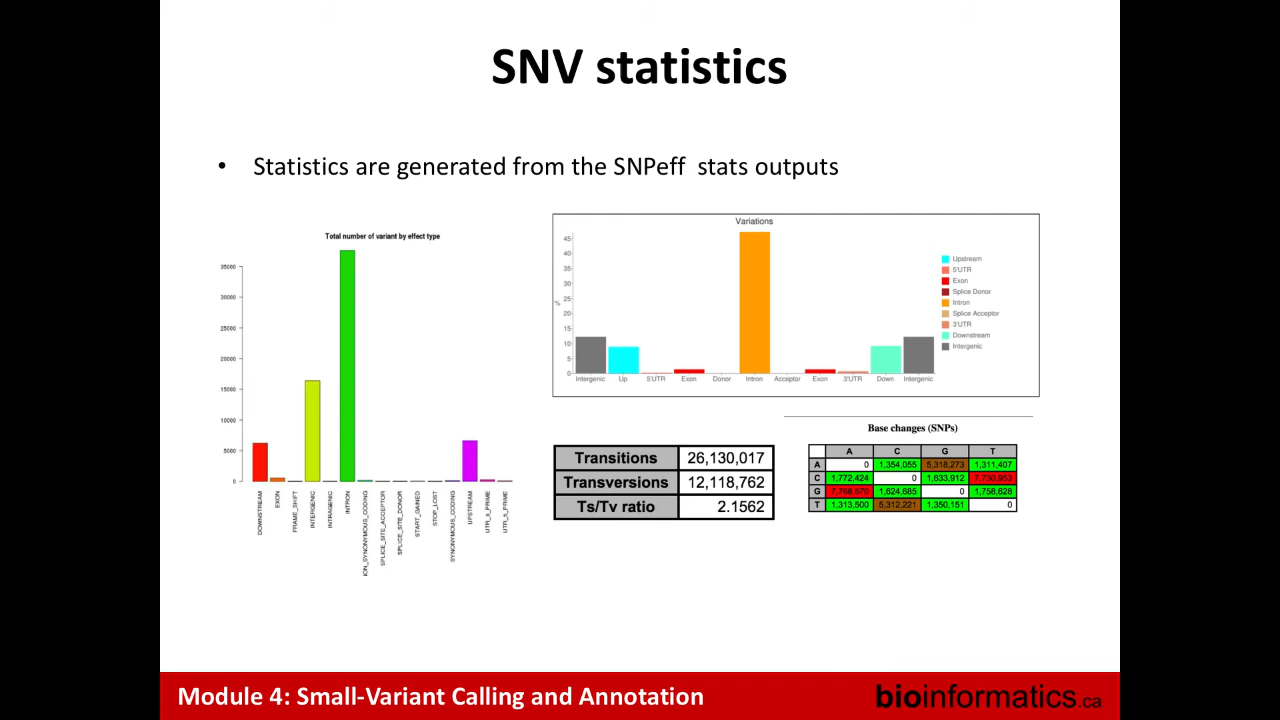 SNV statistics
• Statistics are generated from the SNPeff stats outputs
Total number of variant by effect type
35000
30000
25000
20000
15000
10000
5000
0
DOWNSTREAM
EXON
FRAME_SHIFT
INTERGENIC
INTRAGENIC
INTRON
ION_SYNONYMOUS_CODING
SPLICE_SITE_ACCEPTOR
SPLICE_SITE_DONOR
START_GAINED
STOP_LOST
SYNONYMOUS_CODING
UPSTREAM
UTR_3_PRIME
UTR_5_PRIME
Variations
%
45
40
35
30
25
20
15
10
5
0
Intergenic Up 5'UTR Exon Donor Intron Acceptor Exon 3'UTR Down Intergenic
Upstream
5'UTR
Exon
Splice Donor
Intron
Splice Acceptor
3'UTR
Downstream
Intergenic
Transitions 26,130,017
Transversions 12,118,762
Ts/Tv ratio 2.1562
Base changes (SNPs)
A C G T
A 0 1,354,055 5,318,273 1,311,407
C 1,772,424 0 1,633,912 7,730,953
G 7,768,570 1,624,685 0 1,758,628
T 1,313,500 5,312,221 1,350,151 0
Module 4: Small-Variant Calling and Annotation
bioinformatics.ca